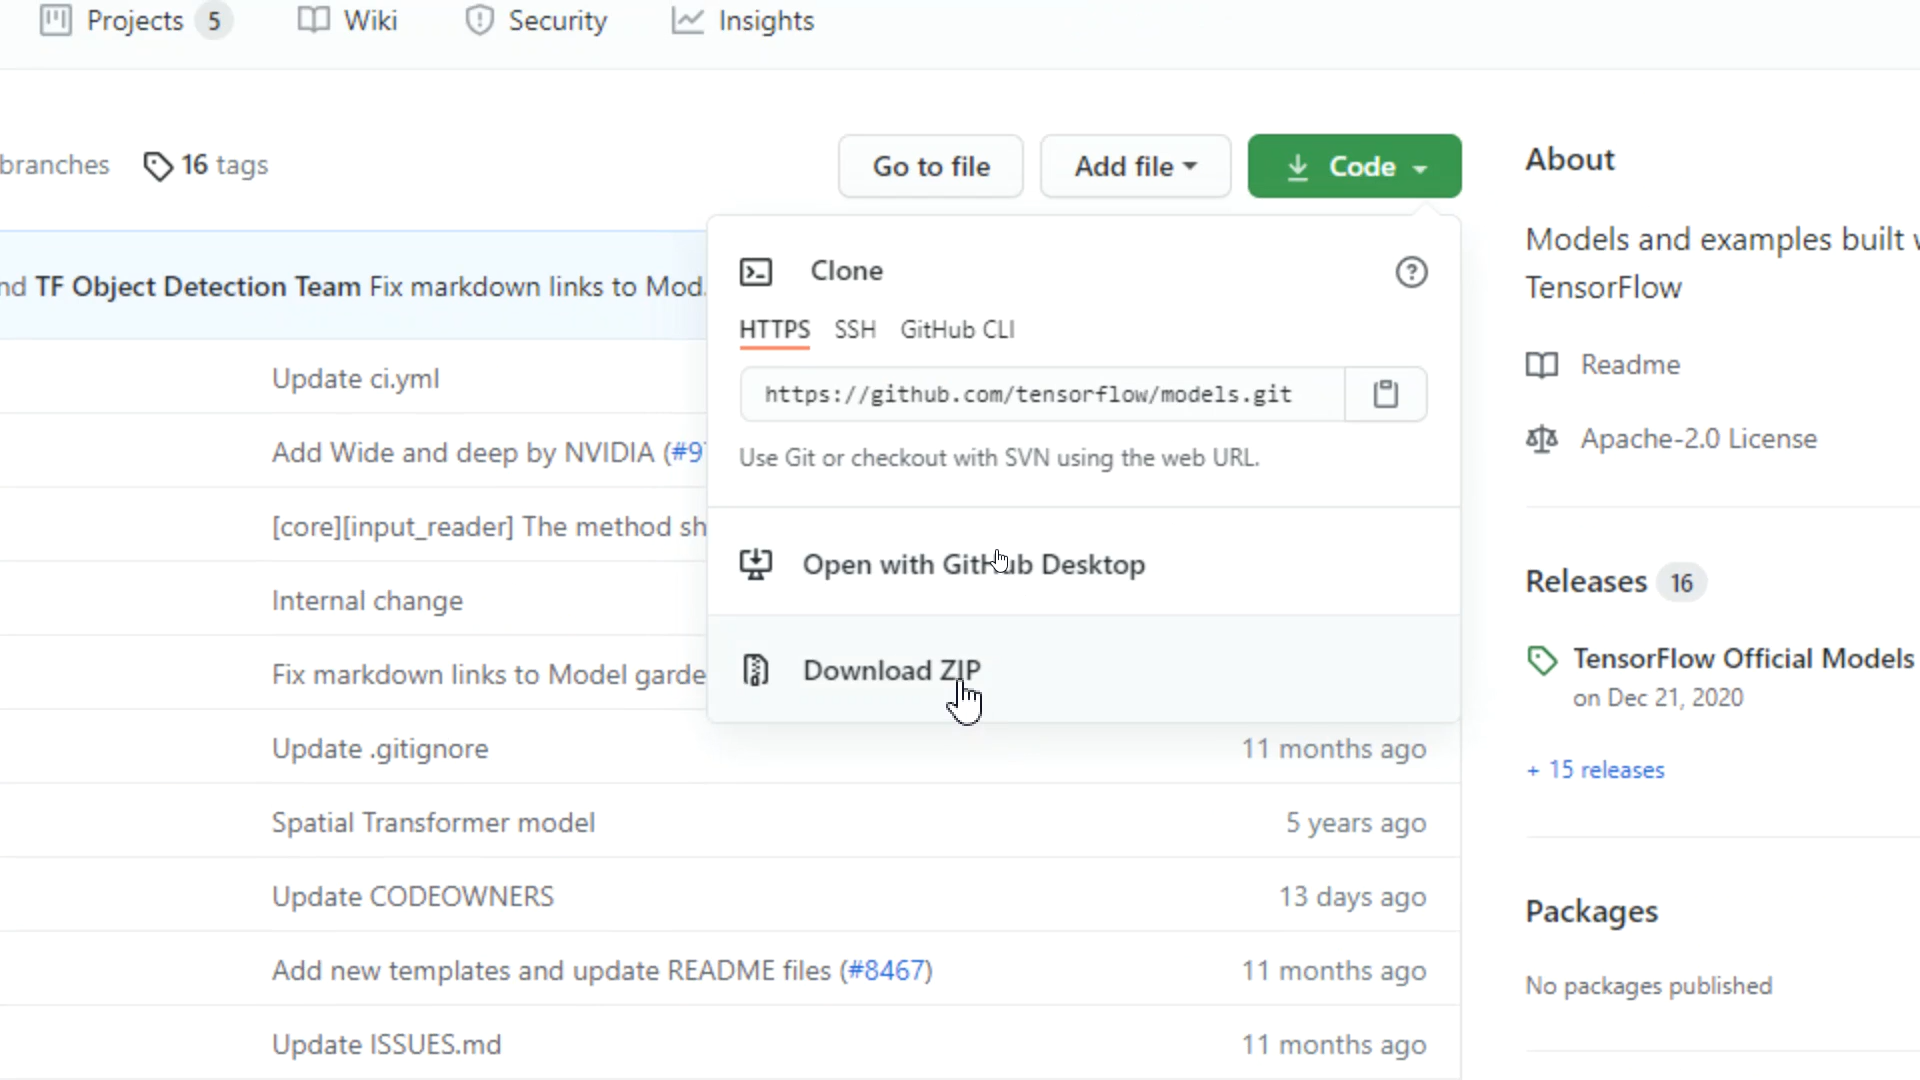 Projects 5 Wiki Security Insights
branches 16 tags
Go to file Add file Code
About
Models and examples built
TensorFlow
Readme
Apache-2.0 License
Releases 16
TensorFlow Official Models
on Dec 21, 2020
+ 15 releases
Packages
No packages published
Clone
HTTPS SSH GitHub CLI
https://github.com/tensorflow/models.git
Use Git or checkout with SVN using the web URL.
Open with GitHub Desktop
Download ZIP
TF Object Detection Team Fix markdown links to Mod
Update ci.yml
Add Wide and deep by NVIDIA (#9
[core][input_reader] The method sh
Internal change
Fix markdown links to Model garde
Update .gitignore 11 months ago
Spatial Transformer model 5 years ago
Update CODEOWNERS 13 days ago
Add new templates and update README files (#8467) 11 months ago
Update ISSUES.md 11 months ago